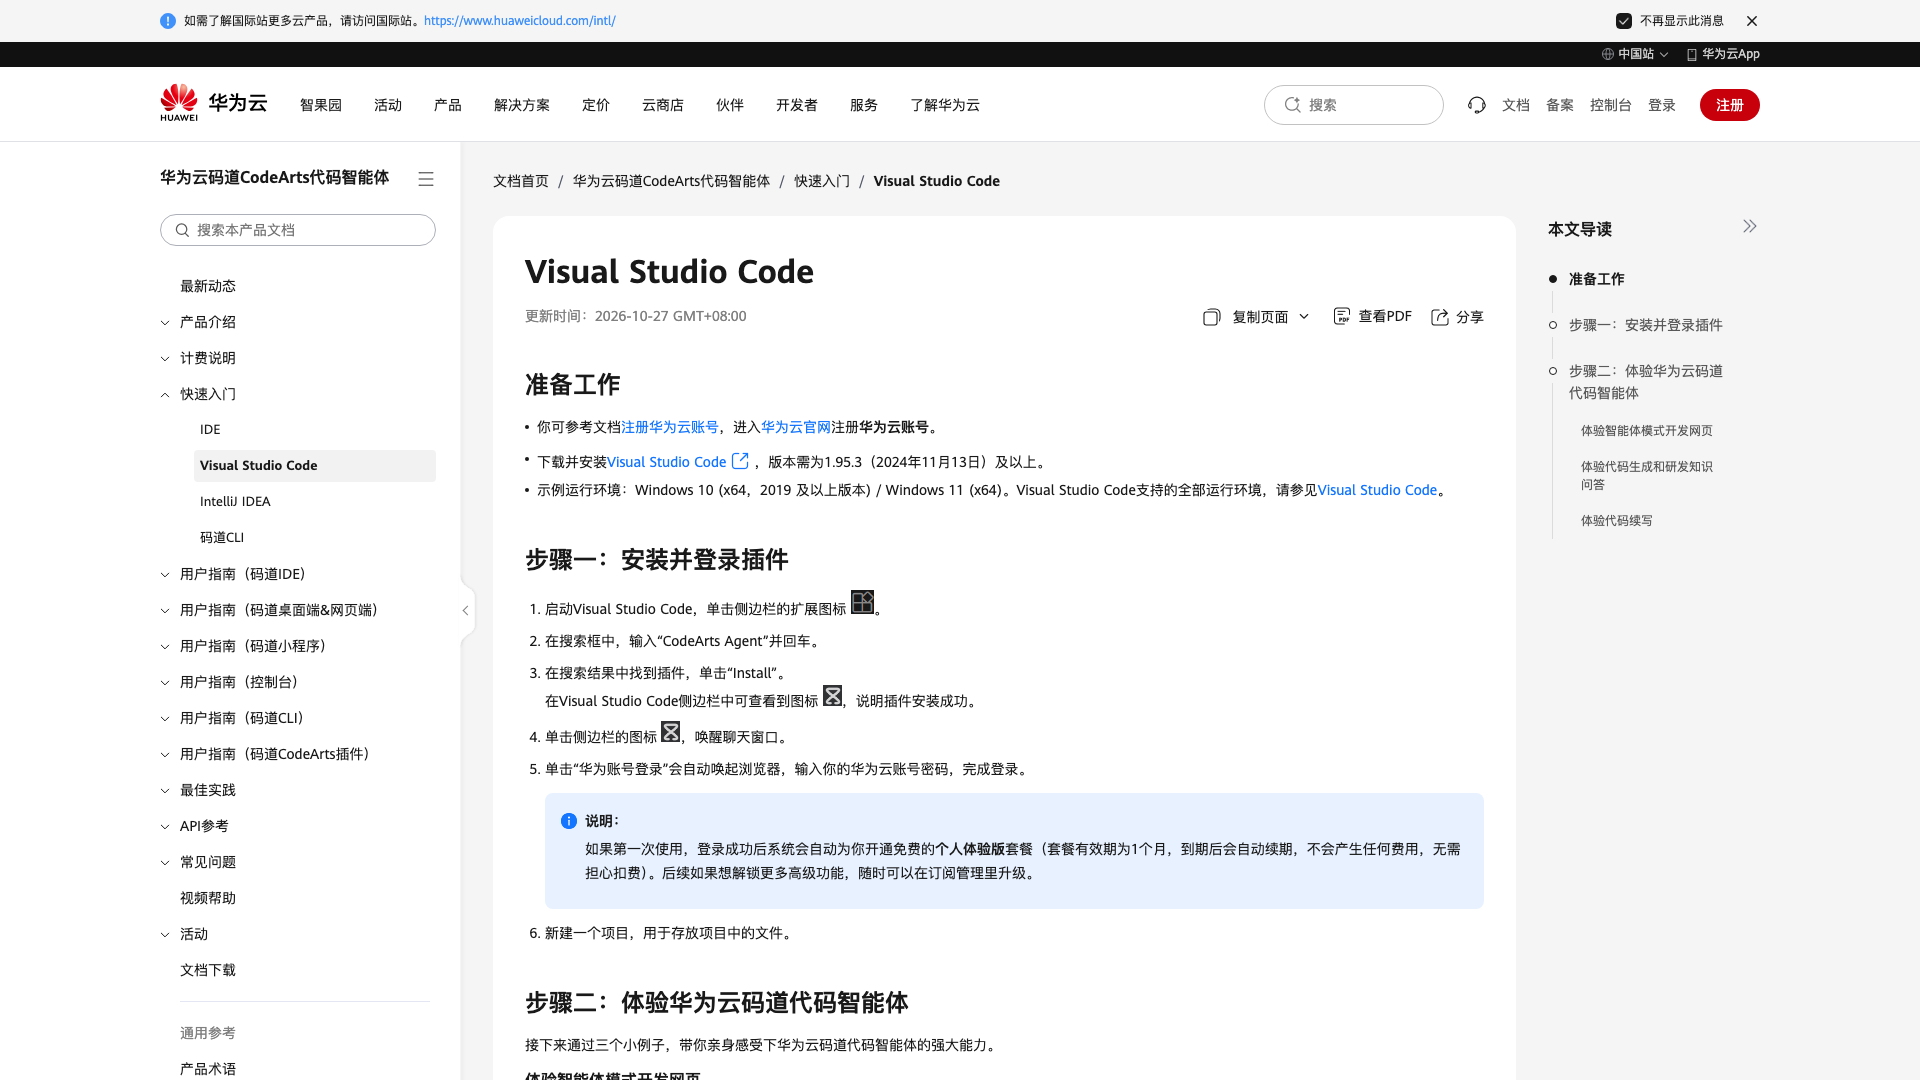 如需了解国际站更多云产品，请访问国际站。https://www.huaweicloud.com/intl/
不再显示此消息
中国站
华为云App
HUAWEI
华为云
智果园
活动
产品
解决方案
定价
云商店
伙伴
开发者
服务
了解华为云
搜索
文档
备案
控制台
登录
注册
华为云码道CodeArts代码智能体
搜索本产品文档
最新动态
产品介绍
计费说明
快速入门
IDE
Visual Studio Code
IntelliJ IDEA
码道CLI
用户指南（码道IDE）
用户指南（码道桌面端&网页端）
用户指南（码道小程序）
用户指南（控制台）
用户指南（码道CLI）
用户指南（码道CodeArts插件）
最佳实践
API参考
常见问题
视频帮助
活动
文档下载
通用参考
产品术语
文档首页 / 华为云码道CodeArts代码智能体 / 快速入门 / Visual Studio Code
Visual Studio Code
更新时间：2026-10-27 GMT+08:00
复制页面
查看PDF
分享
准备工作
• 你可参考文档注册华为云账号，进入华为云官网注册华为云账号。
• 下载并安装Visual Studio Code ，版本需为1.95.3（2024年11月13日）及以上。
• 示例运行环境：Windows 10 (x64，2019 及以上版本) / Windows 11 (x64)。Visual Studio Code支持的全部运行环境，请参见Visual Studio Code。
步骤一：安装并登录插件
1. 启动Visual Studio Code，单击侧边栏的扩展图标 。
2. 在搜索框中，输入“CodeArts Agent”并回车。
3. 在搜索结果中找到插件，单击“Install”。
在Visual Studio Code侧边栏中可查看到图标 ，说明插件安装成功。
4. 单击侧边栏的图标 ，唤醒聊天窗口。
5. 单击“华为账号登录”会自动唤起浏览器，输入你的华为云账号密码，完成登录。
说明：
如果第一次使用，登录成功后系统会自动为你开通免费的个人体验版套餐（套餐有效期为1个月，到期后会自动续期，不会产生任何费用，无需
担心扣费）。后续如果想解锁更多高级功能，随时可以在订阅管理里升级。
6. 新建一个项目，用于存放项目中的文件。
步骤二：体验华为云码道代码智能体
接下来通过三个小例子，带你亲身感受下华为云码道代码智能体的强大能力。
体验智能体模式开发网页
本文导读
准备工作
步骤一：安装并登录插件
步骤二：体验华为云码道
代码智能体
体验智能体模式开发网页
体验代码生成和研发知识
问答
体验代码续写